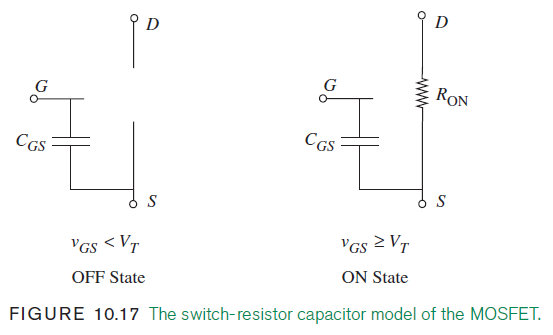 D
G
C_GS
S
v_GS < V_T
OFF State
D
G
R_ON
C_GS
S
v_GS ≥ V_T
ON State
FIGURE 10.17 The switch-resistor capacitor model of the MOSFET.